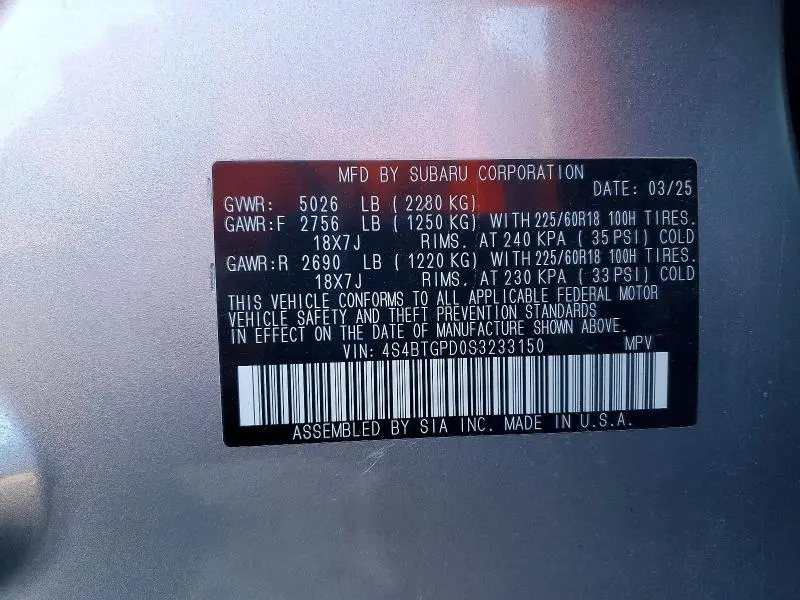 MFD BY SUBARU CORPORATION
DATE: 03/25
GVWR: 5026 LB ( 2280 KG)
GAWR:F 2756 LB ( 1250 KG) WITH 225/60R18 100H TIRES.
18X7J RIMS. AT 240 KPA ( 35 PSI) COLD
GAWR:R 2690 LB ( 1220 KG) WITH 225/60R18 100H TIRES.
18X7J RIMS. AT 230 KPA ( 33 PSI) COLD
THIS VEHICLE CONFORMS TO ALL APPLICABLE FEDERAL MOTOR
VEHICLE SAFETY AND THEFT PREVENTION STANDARDS
IN EFFECT ON THE DATE OF MANUFACTURE SHOWN ABOVE.
VIN: 4S4BTGPD0S3233150 MPV
ASSEMBLED BY SIA INC. MADE IN U.S.A.